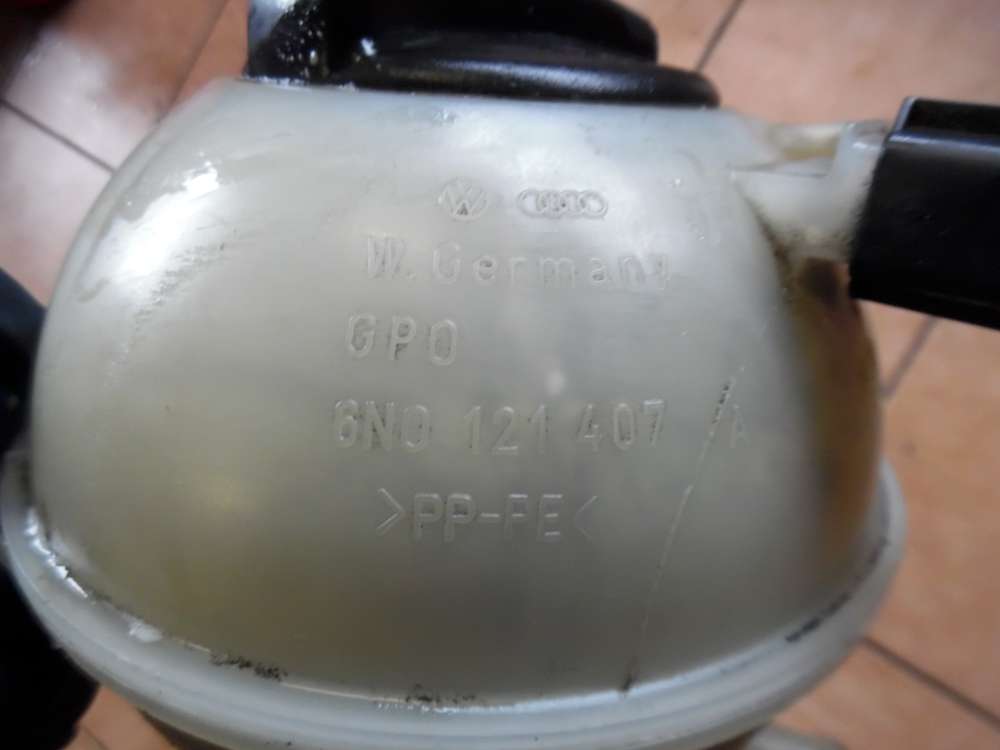 W. Germany
GPO
6N0 121 407 /A
>PP-PE<